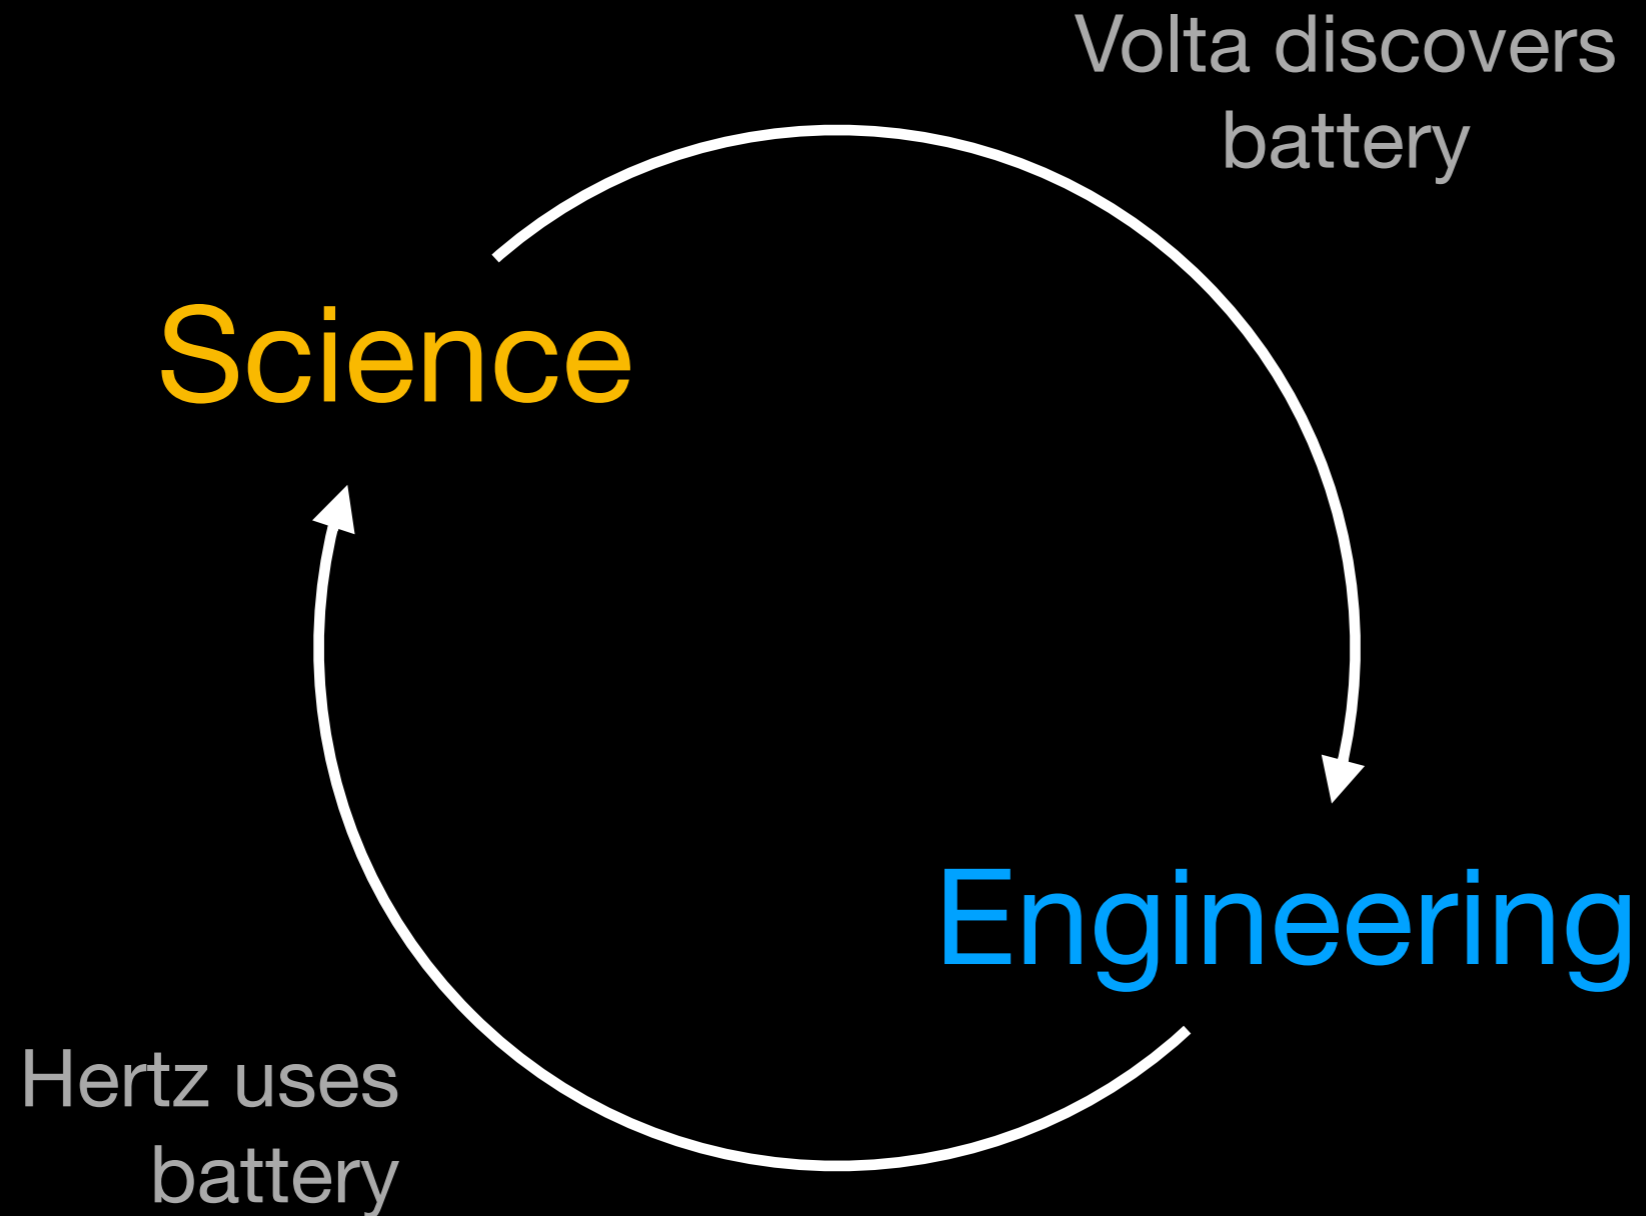 Volta discovers
battery
Science
Engineering
Hertz uses
battery